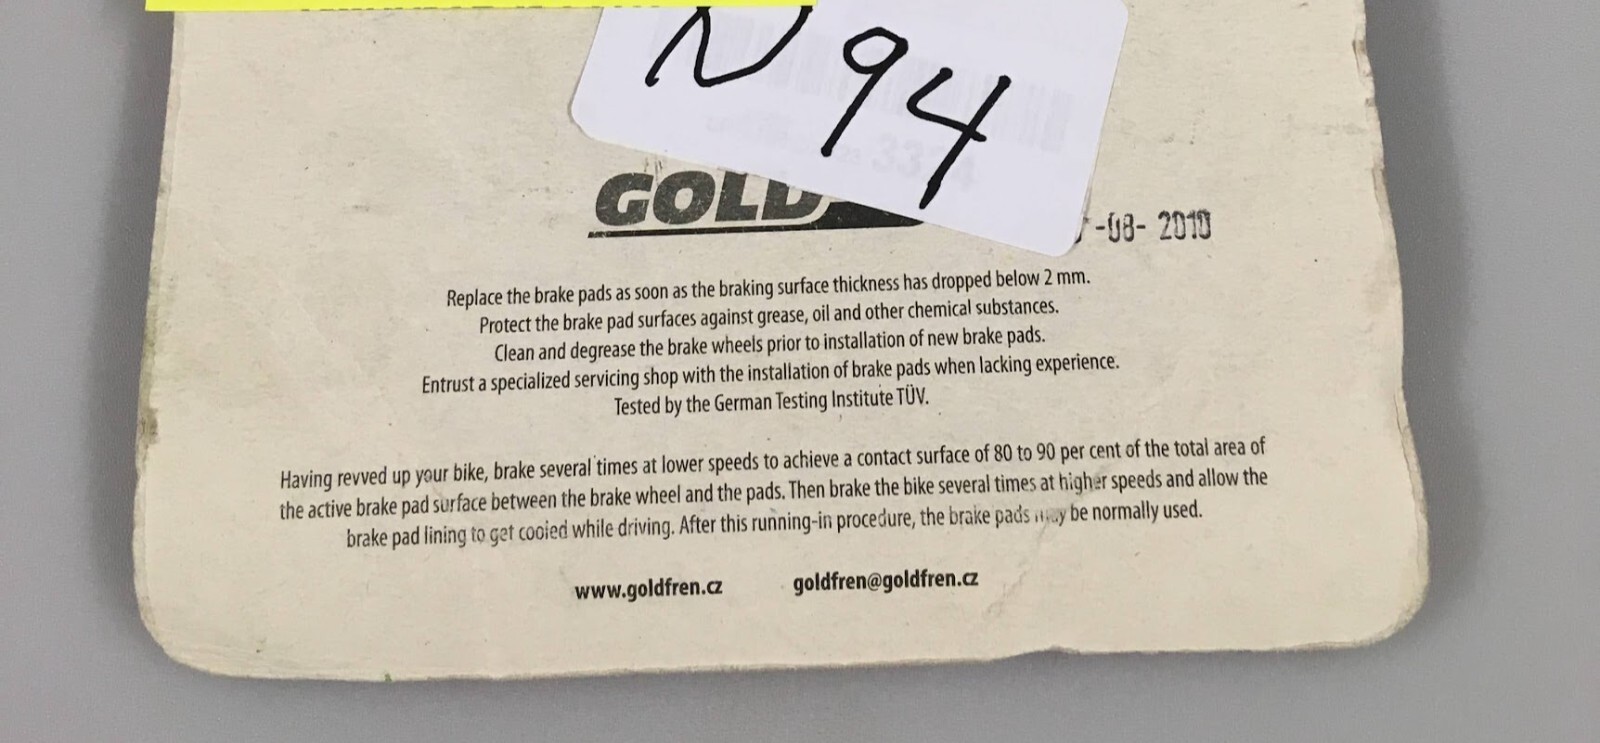 N 94
GOLD
-08- 2010
Replace the brake pads as soon as the braking surface thickness has dropped below 2 mm.
Protect the brake pad surfaces against grease, oil and other chemical substances.
Clean and degrease the brake wheels prior to installation of new brake pads.
Entrust a specialized servicing shop with the installation of brake pads when lacking experience.
Tested by the German Testing Institute TÜV.
Having revved up your bike, brake several times at lower speeds to achieve a contact surface of 80 to 90 per cent of the total area of
the active brake pad surface between the brake wheel and the pads. Then brake the bike several times at higher speeds and allow the
brake pad lining to get cooled while driving. After this running-in procedure, the brake pads may be normally used.
www.goldfren.cz goldfren@goldfren.cz